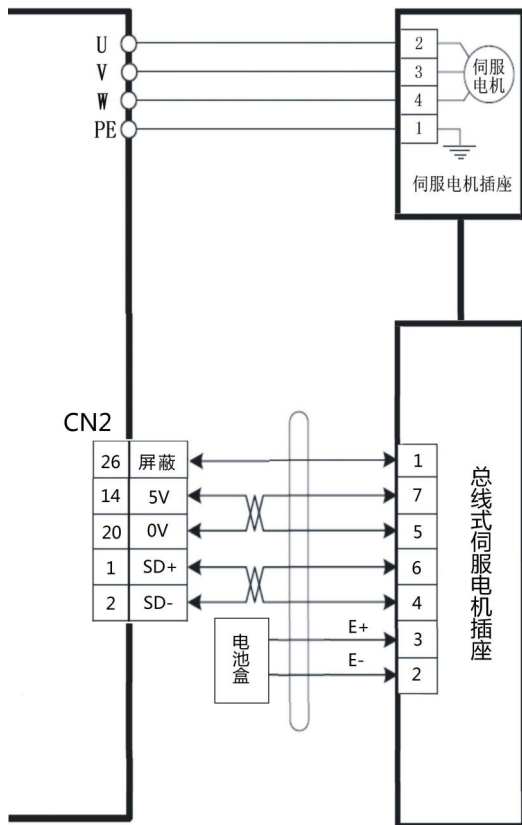 U 2
V 3
W 4
PE 1
伺服
电机
伺服电机插座
CN2
26 屏蔽 1
14 5V 7
20 0V 5
1 SD+ 6
2 SD- 4
E+ 3
E- 2
电池盒
总线式伺服电机插座